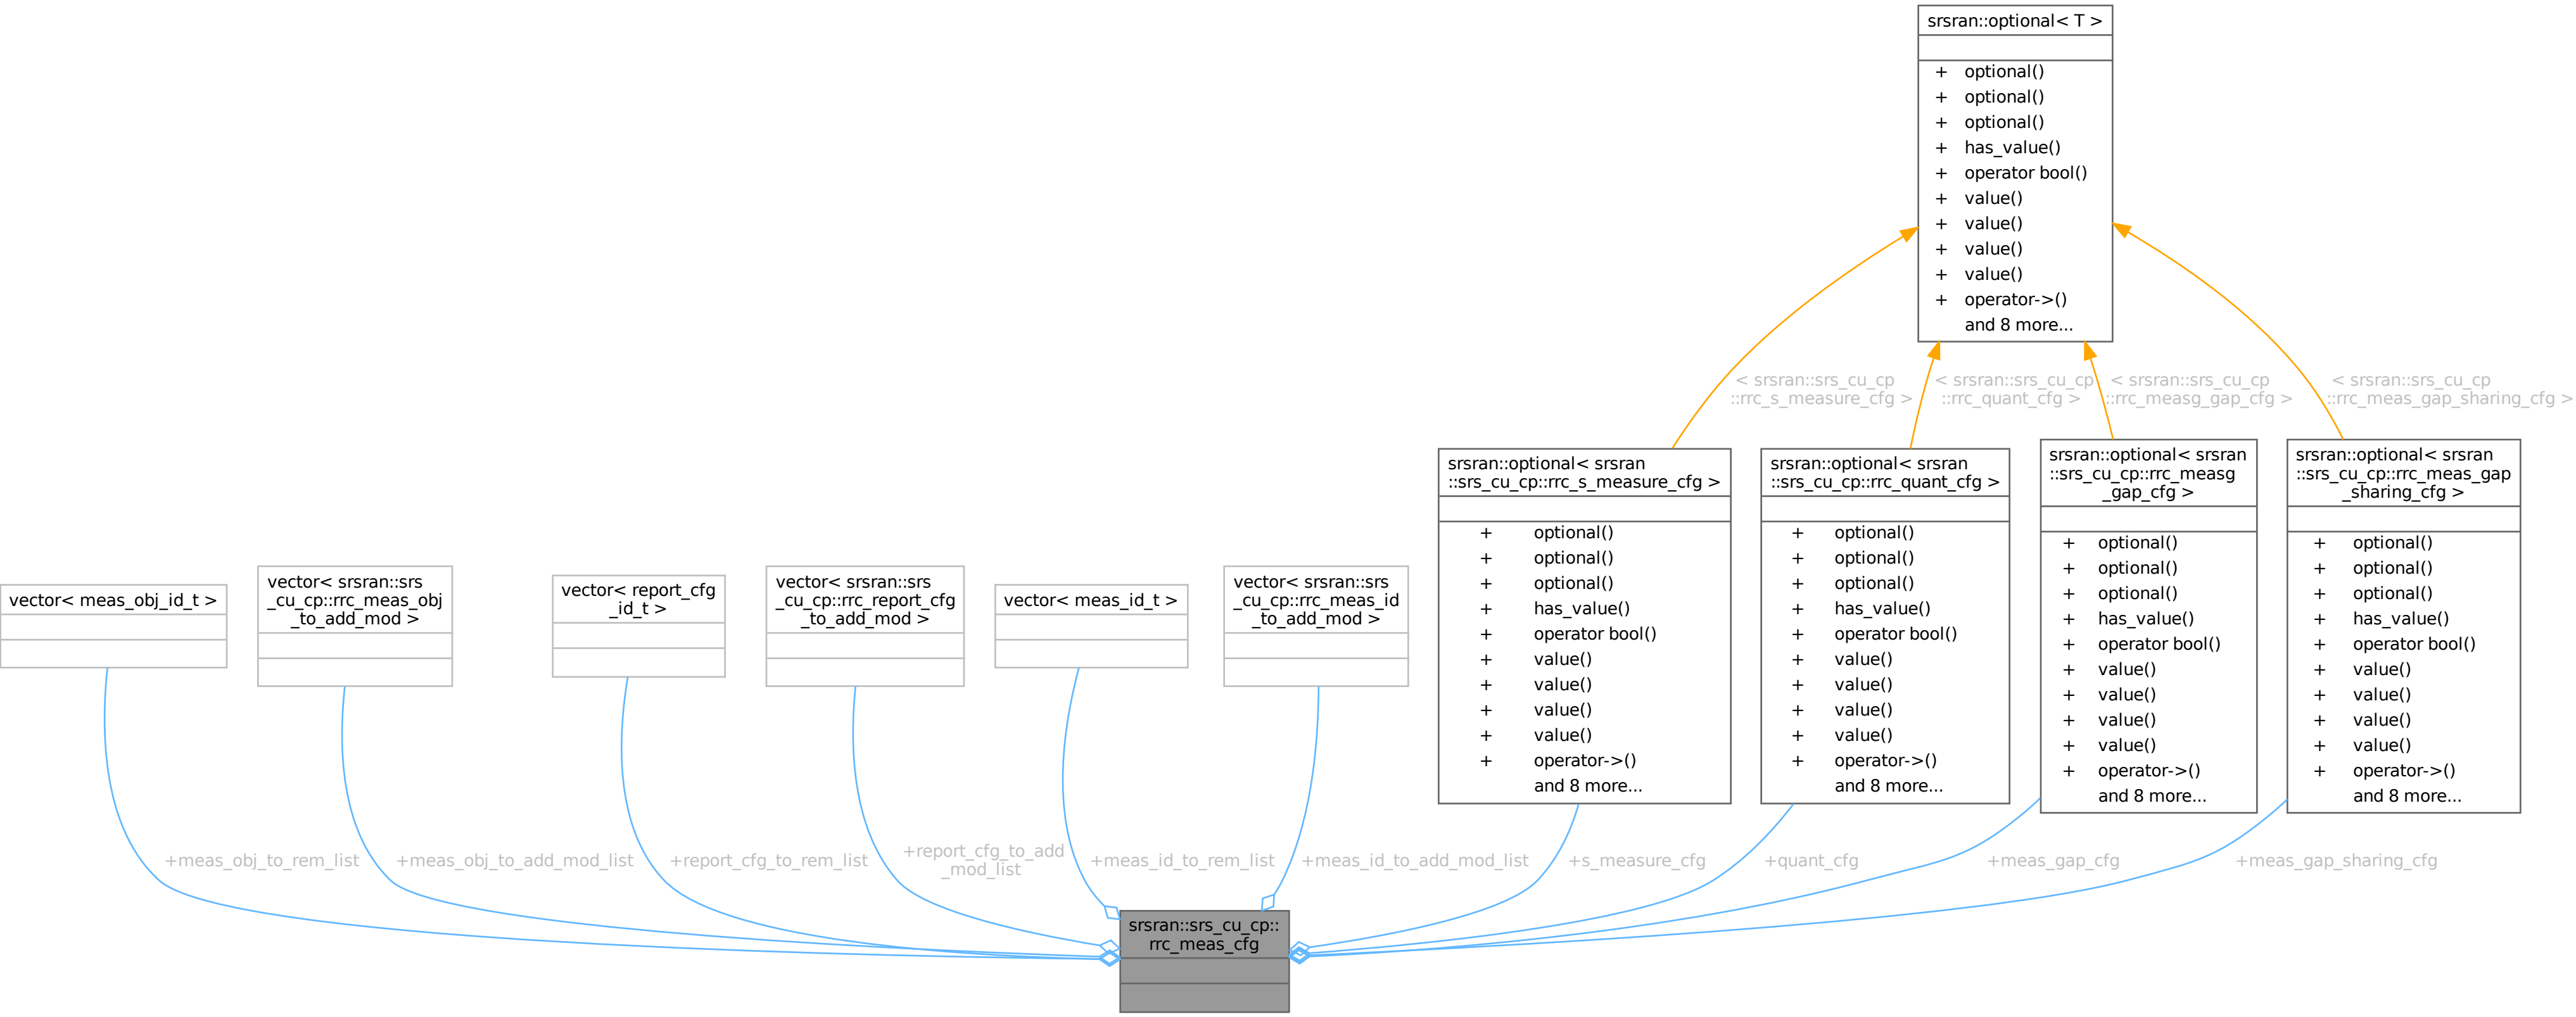 srsran::optional< T >
+ optional()
+ optional()
+ optional()
+ has_value()
+ operator bool()
+ value()
+ value()
+ value()
+ value()
+ operator->()
and 8 more...
< srsran::srs_cu_cp
::rrc_s_measure_cfg >
< srsran::srs_cu_cp
::rrc_quant_cfg >
< srsran::srs_cu_cp
::rrc_measg_gap_cfg >
< srsran::srs_cu_cp
::rrc_meas_gap_sharing_cfg >
vector< meas_obj_id_t >
vector< srsran::srs
_cu_cp::rrc_meas_obj
_to_add_mod >
vector< report_cfg
_id_t >
vector< srsran::srs
_cu_cp::rrc_report_cfg
_to_add_mod >
vector< meas_id_t >
vector< srsran::srs
_cu_cp::rrc_meas_id
_to_add_mod >
srsran::optional< srsran
::srs_cu_cp::rrc_s_measure_cfg >
+ optional()
+ optional()
+ optional()
+ has_value()
+ operator bool()
+ value()
+ value()
+ value()
+ value()
+ operator->()
and 8 more...
srsran::optional< srsran
::srs_cu_cp::rrc_quant_cfg >
+ optional()
+ optional()
+ optional()
+ has_value()
+ operator bool()
+ value()
+ value()
+ value()
+ value()
+ operator->()
and 8 more...
srsran::optional< srsran
::srs_cu_cp::rrc_measg
_gap_cfg >
+ optional()
+ optional()
+ optional()
+ has_value()
+ operator bool()
+ value()
+ value()
+ value()
+ value()
+ operator->()
and 8 more...
srsran::optional< srsran
::srs_cu_cp::rrc_meas_gap
_sharing_cfg >
+ optional()
+ optional()
+ optional()
+ has_value()
+ operator bool()
+ value()
+ value()
+ value()
+ value()
+ operator->()
and 8 more...
+meas_obj_to_rem_list
+meas_obj_to_add_mod_list
+report_cfg_to_rem_list
+report_cfg_to_add
_mod_list
+meas_id_to_rem_list
+meas_id_to_add_mod_list
+s_measure_cfg
+quant_cfg
+meas_gap_cfg
+meas_gap_sharing_cfg
srsran::srs_cu_cp::
rrc_meas_cfg